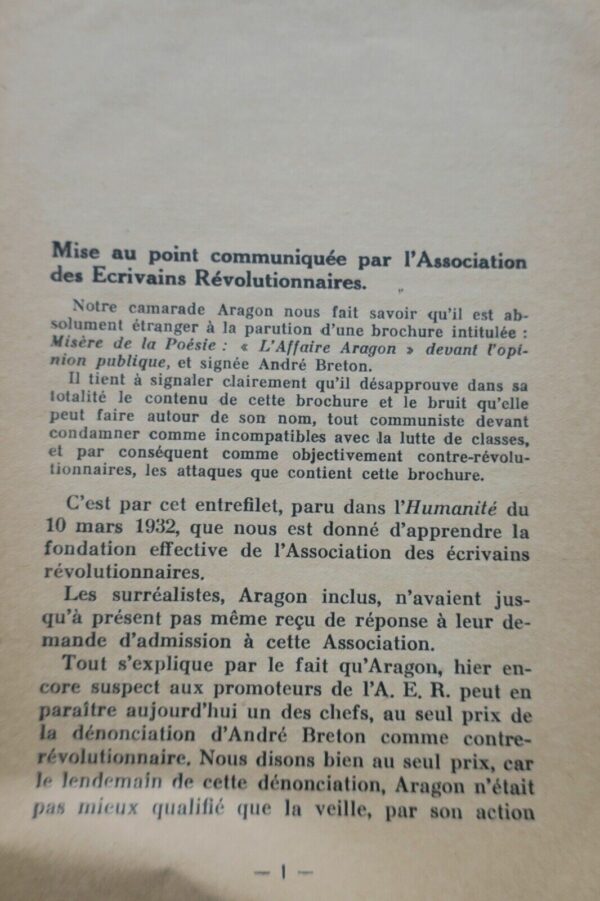 Mise au point communiquée par l'Association
des Ecrivains Révolutionnaires.
Notre camarade Aragon nous fait savoir qu'il est ab-
solument étranger à la parution d'une brochure intitulée :
Misère de la Poésie : « L'Affaire Aragon » devant l'opi-
nion publique, et signée André Breton.
Il tient à signaler clairement qu'il désapprouve dans sa
totalité le contenu de cette brochure et le bruit qu'elle
peut faire autour de son nom, tout communiste devant
condamner comme incompatibles avec la lutte de classes,
et par conséquent comme objectivement contre-révolu-
tionnaires, les attaques que contient cette brochure.
C'est par cet entrefilet, paru dans l'Humanité du
10 mars 1932, que nous est donné d'apprendre la
fondation effective de l'Association des écrivains
révolutionnaires.
Les surréalistes, Aragon inclus, n'avaient jus-
qu'à présent pas même reçu de réponse à leur de-
mande d'admission à cette Association.
Tout s'explique par le fait qu'Aragon, hier en-
core suspect aux promoteurs de l'A. E. R. peut en
paraître aujourd'hui un des chefs, au seul prix de
la dénonciation d'André Breton comme contre-
révolutionnaire. Nous disons bien au seul prix, car
le lendemain de cette dénonciation, Aragon n'était
pas mieux qualifié que la veille, par son action
— 1 —